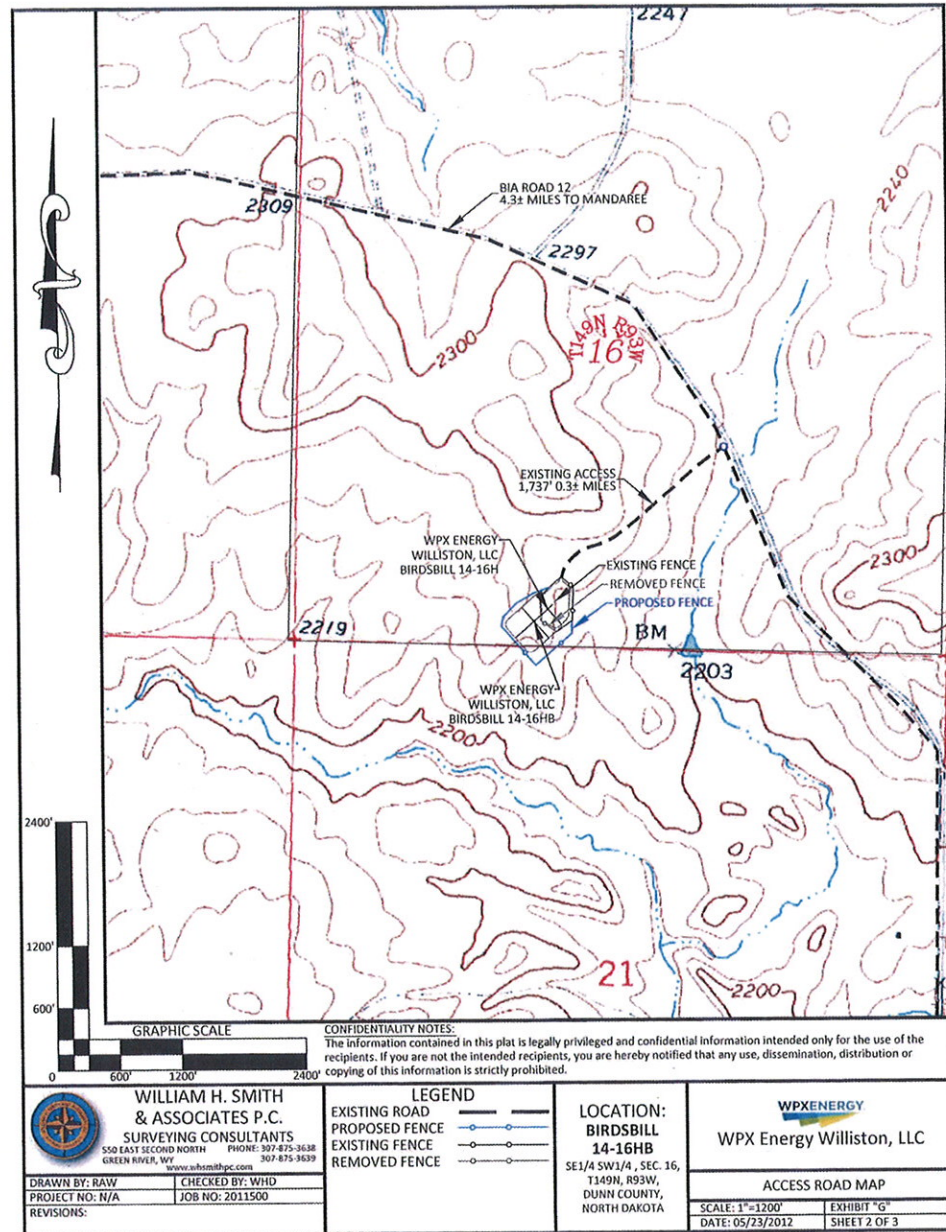 2247
BIA ROAD 12
4.3± MILES TO MANDAREE
2309
2240
2297
T149N R93W
16
2300
EXISTING ACCESS
1,737' 0.3± MILES
WPX ENERGY
WILLISTON, LLC
BIRDSBILL 14-16H
EXISTING FENCE
REMOVED FENCE
PROPOSED FENCE
2300
2219
BM
2203
WPX ENERGY
WILLISTON, LLC
BIRDSBILL 14-16HB
2200
2400'
1200'
600'
21
2200
GRAPHIC SCALE
0 600' 1200' 2400'
CONFIDENTIALITY NOTES:
The information contained in this plat is legally privileged and confidential information intended only for the use of the
recipients. If you are not the intended recipients, you are hereby notified that any use, dissemination, distribution or
copying of this information is strictly prohibited.
WILLIAM H. SMITH
& ASSOCIATES P.C.
SURVEYING CONSULTANTS
550 EAST SECOND NORTH PHONE: 307-875-3638
GREEN RIVER, WY 307-875-3639
www.whsmithpc.com
DRAWN BY: RAW CHECKED BY: WHD
PROJECT NO: N/A JOB NO: 2011500
REVISIONS:
LEGEND
EXISTING ROAD
PROPOSED FENCE
EXISTING FENCE
REMOVED FENCE
LOCATION:
BIRDSBILL
14-16HB
SE1/4 SW1/4 , SEC. 16,
T149N, R93W,
DUNN COUNTY,
NORTH DAKOTA
WPXENERGY
WPX Energy Williston, LLC
ACCESS ROAD MAP
SCALE: 1"=1200' EXHIBIT "G"
DATE: 05/23/2012 SHEET 2 OF 3